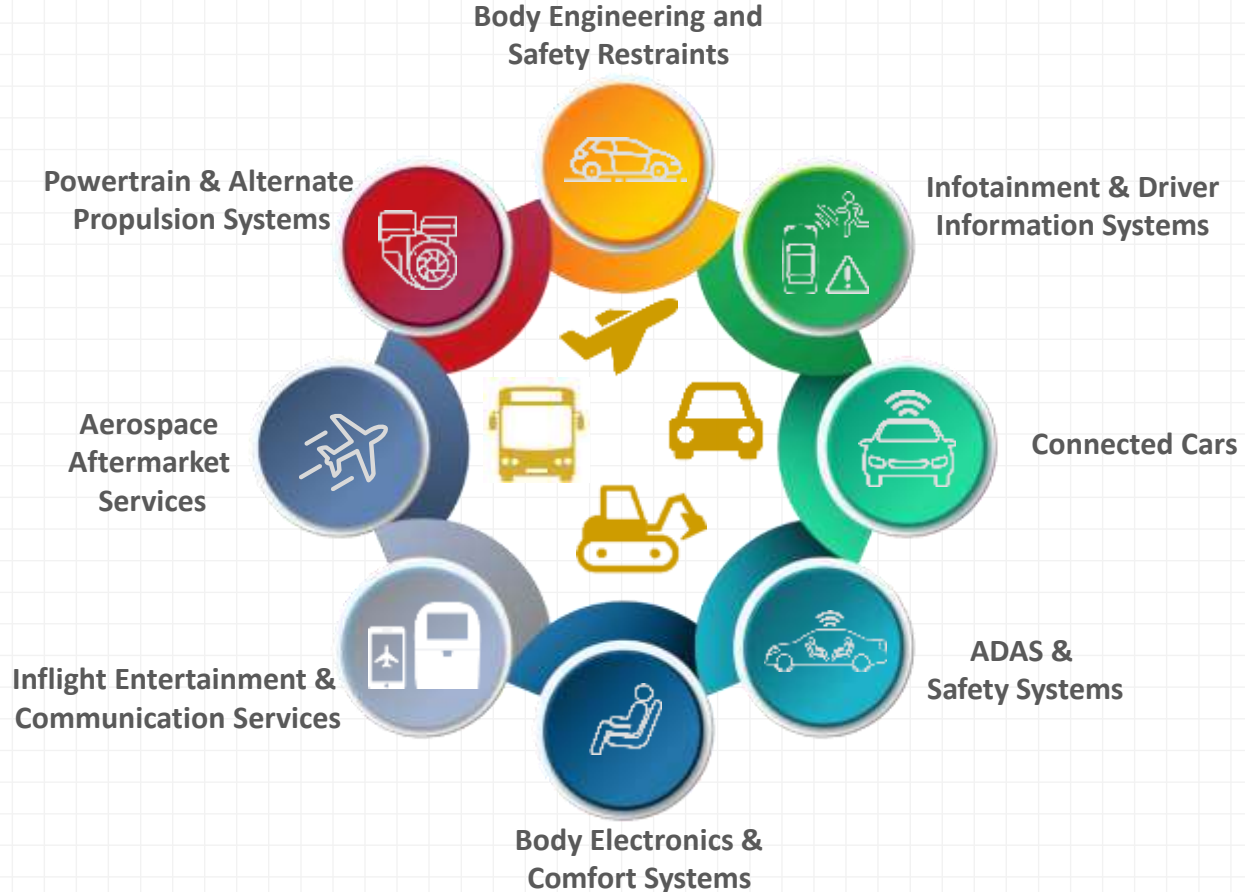 Body Engineering and
Safety Restraints
Powertrain & Alternate
Propulsion Systems
Infotainment & Driver
Information Systems
Aerospace
Aftermarket
Services
Connected Cars
Inflight Entertainment &
Communication Services
ADAS &
Safety Systems
Body Electronics &
Comfort Systems